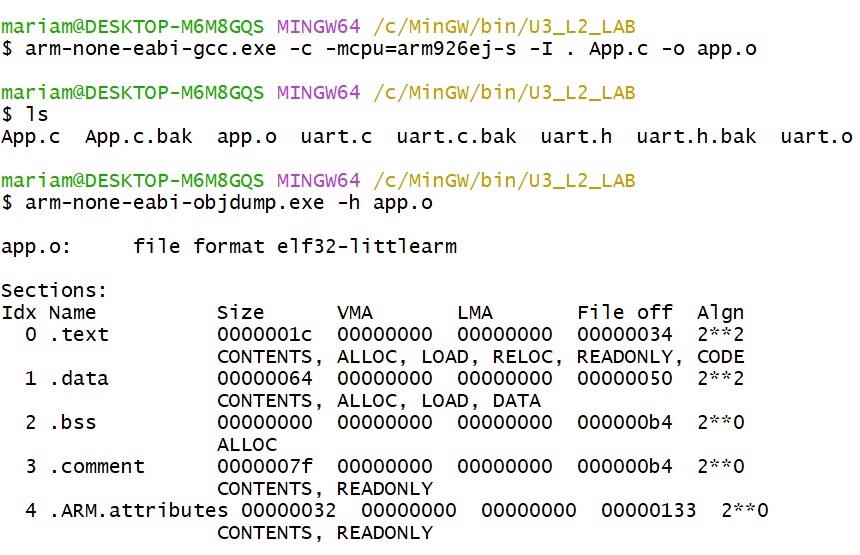 mariam@DESKTOP-M6M8GQS MINGW64 /c/MinGW/bin/U3_L2_LAB
$ arm-none-eabi-gcc.exe -c -mcpu=arm926ej-s -I . App.c -o app.o
mariam@DESKTOP-M6M8GQS MINGW64 /c/MinGW/bin/U3_L2_LAB
$ ls
App.c  App.c.bak  app.o  uart.c  uart.c.bak  uart.h  uart.h.bak  uart.o
mariam@DESKTOP-M6M8GQS MINGW64 /c/MinGW/bin/U3_L2_LAB
$ arm-none-eabi-objdump.exe -h app.o
app.o:     file format elf32-littlearm
Sections:
Idx Name          Size      VMA       LMA       File off  Algn
  0 .text         0000001c  00000000  00000000  00000034  2**2
                  CONTENTS, ALLOC, LOAD, RELOC, READONLY, CODE
  1 .data         00000064  00000000  00000000  00000050  2**2
                  CONTENTS, ALLOC, LOAD, DATA
  2 .bss          00000000  00000000  00000000  000000b4  2**0
                  ALLOC
  3 .comment      0000007f  00000000  00000000  000000b4  2**0
                  CONTENTS, READONLY
  4 .ARM.attributes 00000032  00000000  00000000  00000133  2**0
                  CONTENTS, READONLY